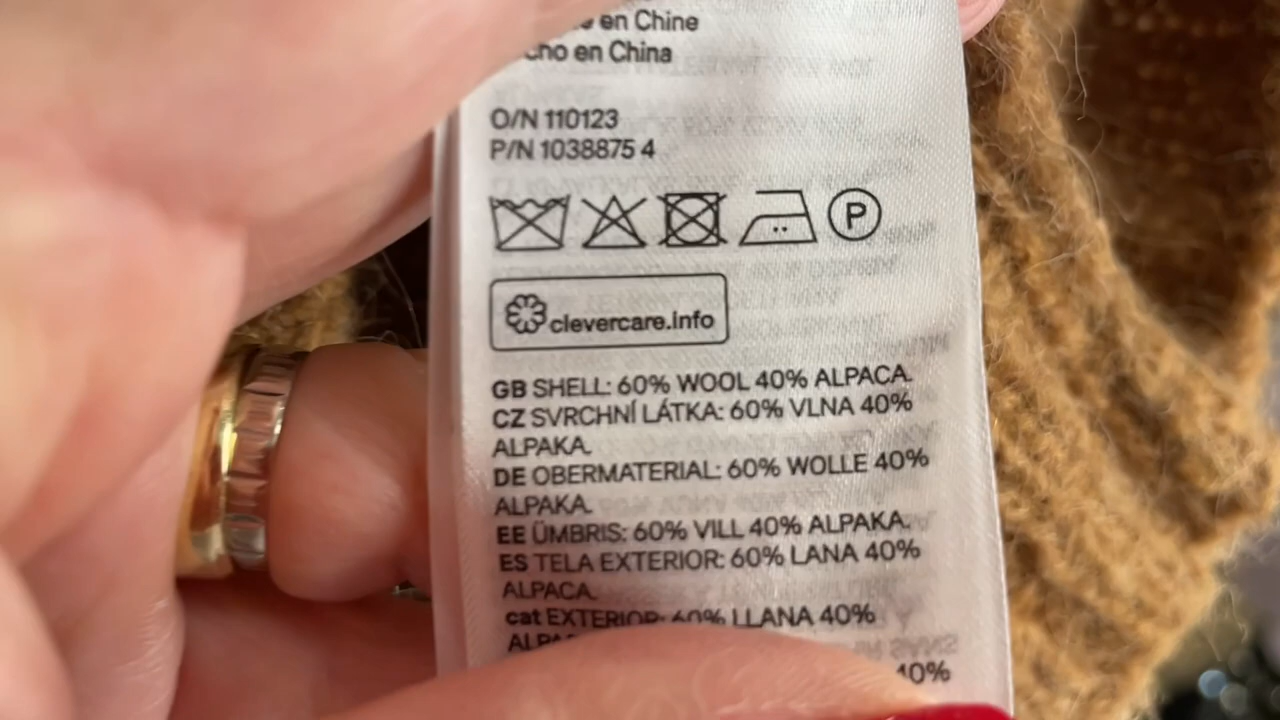 en Chine
en China
O/N 110123
P/N 1038875 4
P
clevercare.info
GB SHELL: 60% WOOL 40% ALPACA.
CZ SVRCHNÍ LÁTKA: 60% VLNA 40%
ALPAKA.
DE OBERMATERIAL: 60% WOLLE 40%
ALPAKA.
EE ÜMBRIS: 60% VILL 40% ALPAKA.
ES TELA EXTERIOR: 60% LANA 40%
ALPACA.
cat EXTERIOR: 60% LLANA 40%
40%